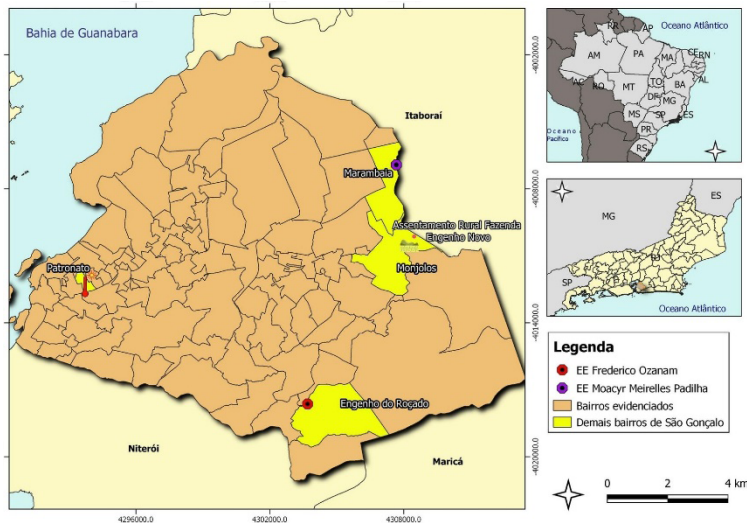 Bahia de Guanabara
Itaboraí
Marambaia
Assentamento Rural Fazenda
Engenho Novo
Patronato
Monjolos
Engenho do Roçado
Niterói
Maricá
4296000.0
4302000.0
4308000.0
-4002000.0
-4008000.0
-4014000.0
-4020000.0
Oceano Atlântico
RR
AP
AM
PA
MA
CE
RN
AC
RO
MT
TO
BA
AL
DF
MG
ES
MS
SP
PR
RS
Oceano
Pacífico
ES
MG
RJ
SP
Oceano Atlântico
Legenda
EE Frederico Ozanam
EE Moacyr Meirelles Padilha
Bairros evidenciados
Demais bairros de São Gonçalo
0
2
4 km